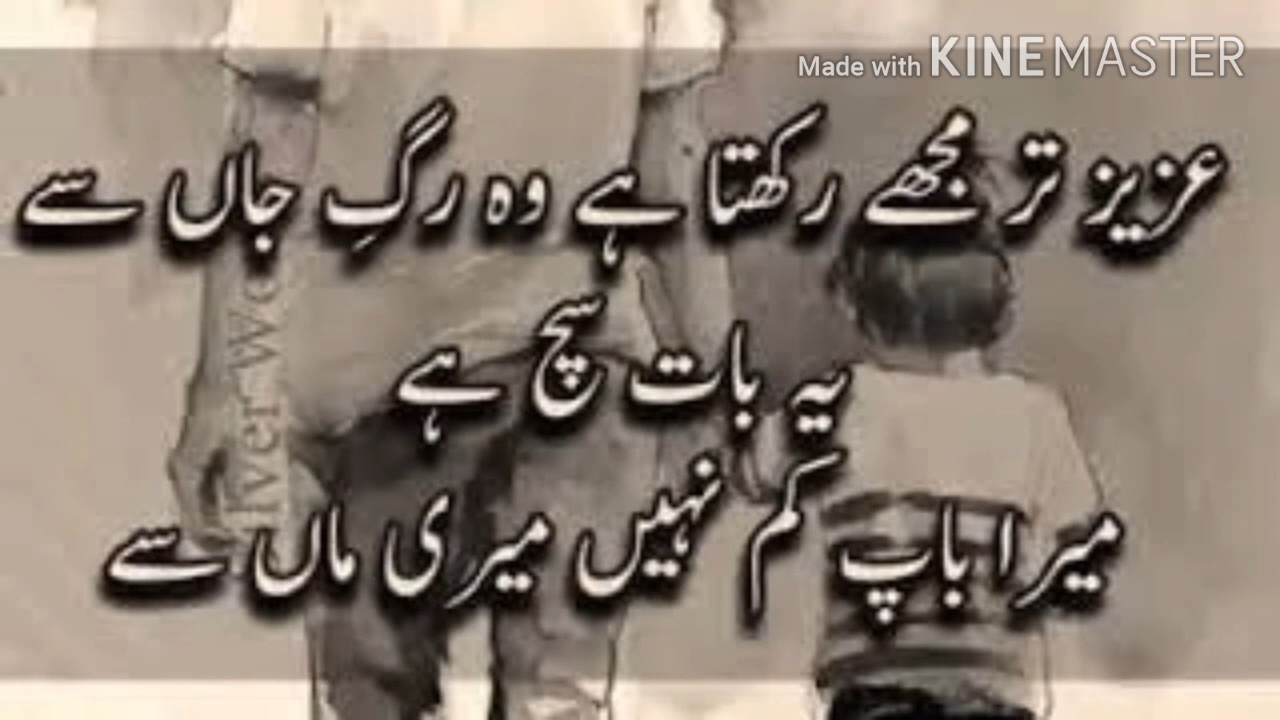 Made with KINEMASTER
عزیز تر مجھے رکھتا ہے وہ رگِ جاں سے
یہ بات سچ ہے
میرا باپ کم نہیں میری ماں سے